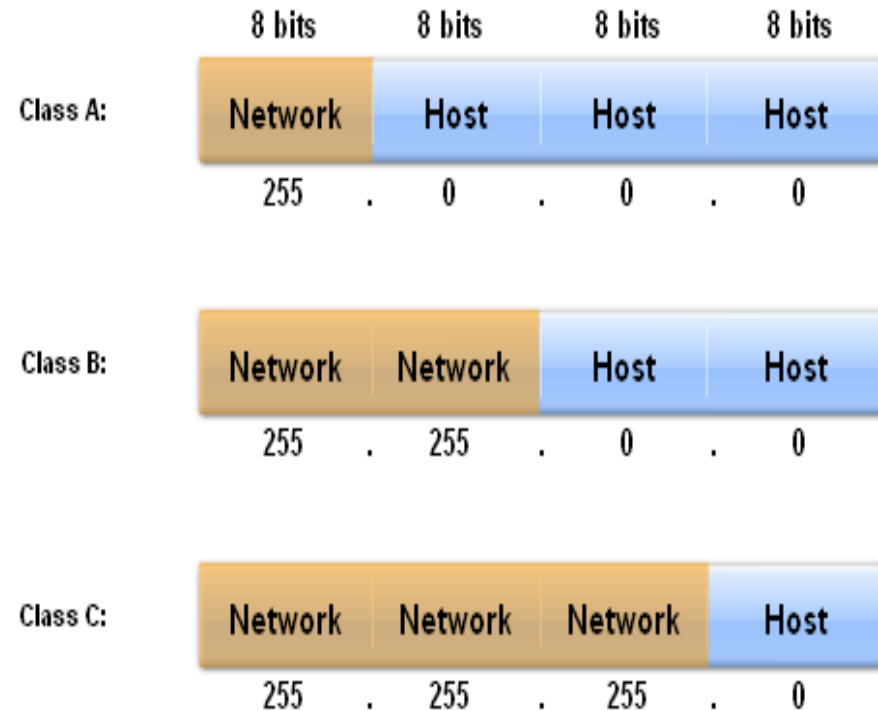 8 bits 8 bits 8 bits 8 bits
Class A: Network Host Host Host
255 . 0 . 0 . 0
Class B: Network Network Host Host
255 . 255 . 0 . 0
Class C: Network Network Network Host
255 . 255 . 255 . 0